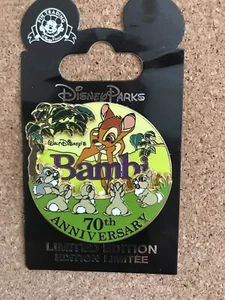 Disney PARKS
WALT DISNEY'S
Bambi
70th
ANNIVERSARY
LIMITED EDITION
EDITION LIMITÉE